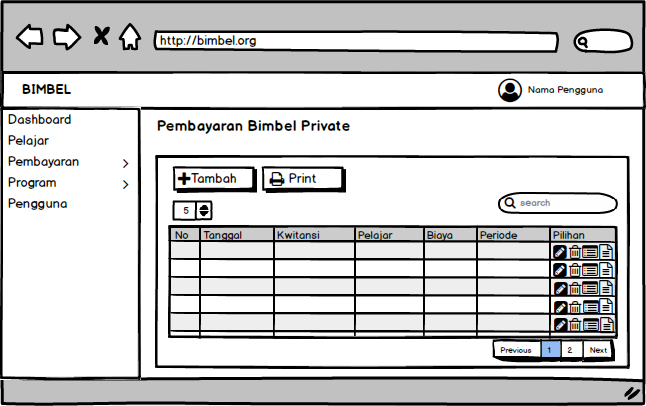 http://bimbel.org
BIMBEL
Nama Pengguna
Dashboard
Pelajar
Pembayaran
Program
Pengguna
Pembayaran Bimbel Private
Tambah
Print
5
search
No Tanggal Kwitansi Pelajar Biaya Periode Pilihan
Previous 1 2 Next